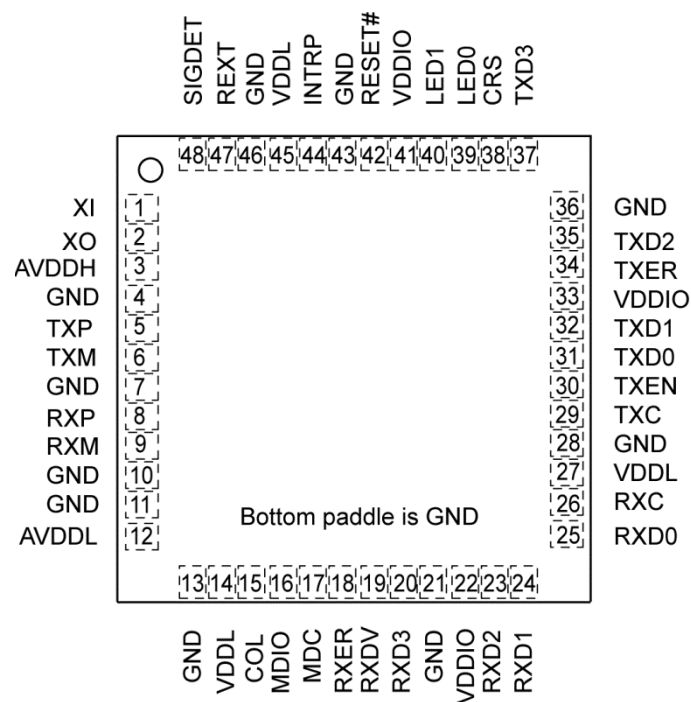 SIGDET REXT GND VDDL INTRP GND RESET# VDDIO LED1 LED0 CRS TXD3
48 47 46 45 44 43 42 41 40 39 38 37
XI 1 36 GND
XO 2 35 TXD2
AVDDH 3 34 TXER
GND 4 33 VDDIO
TXP 5 32 TXD1
TXM 6 31 TXD0
GND 7 30 TXEN
RXP 8 29 TXC
RXM 9 28 GND
GND 10 27 VDDL
GND 11 26 RXC
AVDDL 12 25 RXD0
Bottom paddle is GND
13 14 15 16 17 18 19 20 21 22 23 24
GND VDDL COL MDIO MDC RXER RXDV RXD3 GND VDDIO RXD2 RXD1